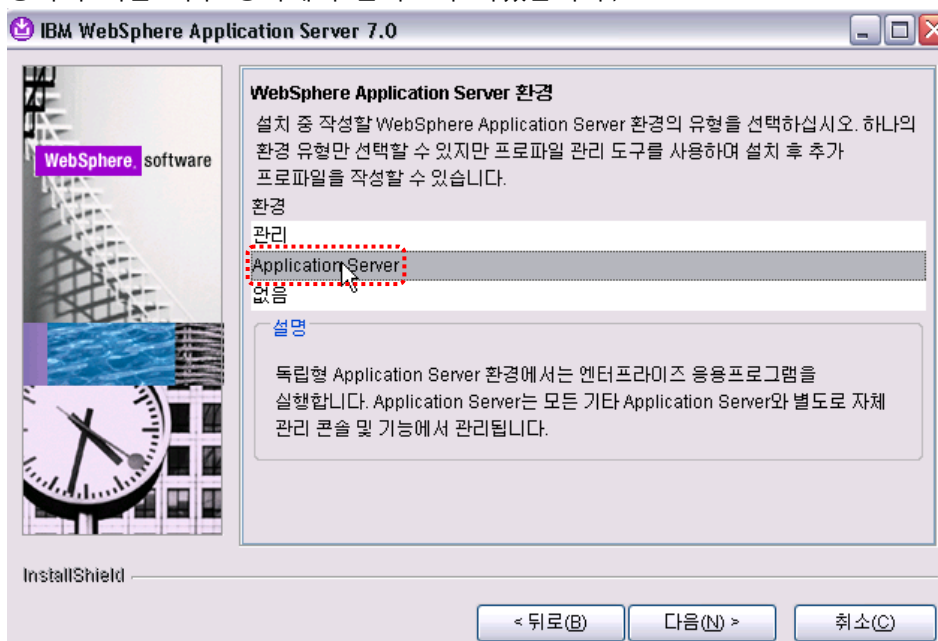 IBM WebSphere Application Server 7.0
WebSphere. software
WebSphere Application Server 환경
설치 중 작성할 WebSphere Application Server 환경의 유형을 선택하십시오. 하나의
환경 유형만 선택할 수 있지만 프로파일 관리 도구를 사용하여 설치 후 추가
프로파일을 작성할 수 있습니다.
환경
관리
Application Server
없음
설명
독립형 Application Server 환경에서는 엔터프라이즈 응용프로그램을
실행합니다. Application Server는 모든 기타 Application Server와 별도로 자체
관리 콘솔 및 기능에서 관리됩니다.
InstallShield
< 뒤로(B)
다음(N) >
취소(C)